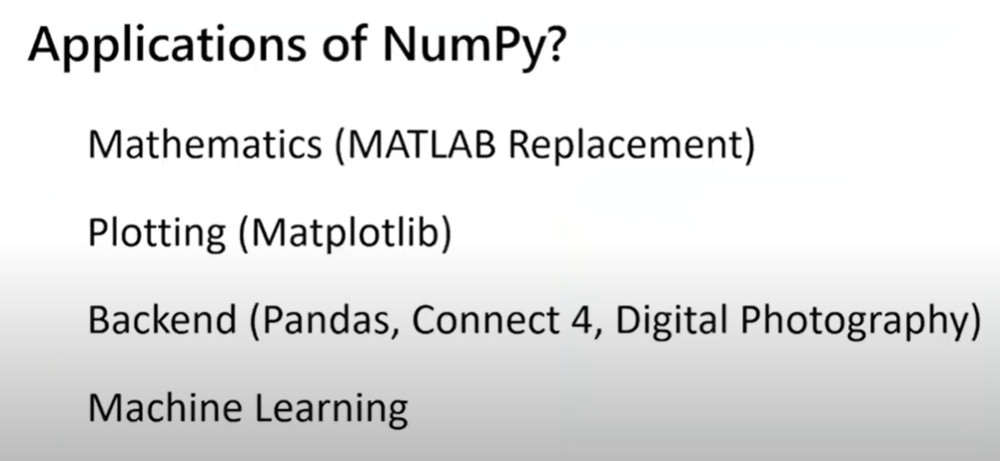 Applications of NumPy?
Mathematics (MATLAB Replacement)
Plotting (Matplotlib)
Backend (Pandas, Connect 4, Digital Photography)
Machine Learning